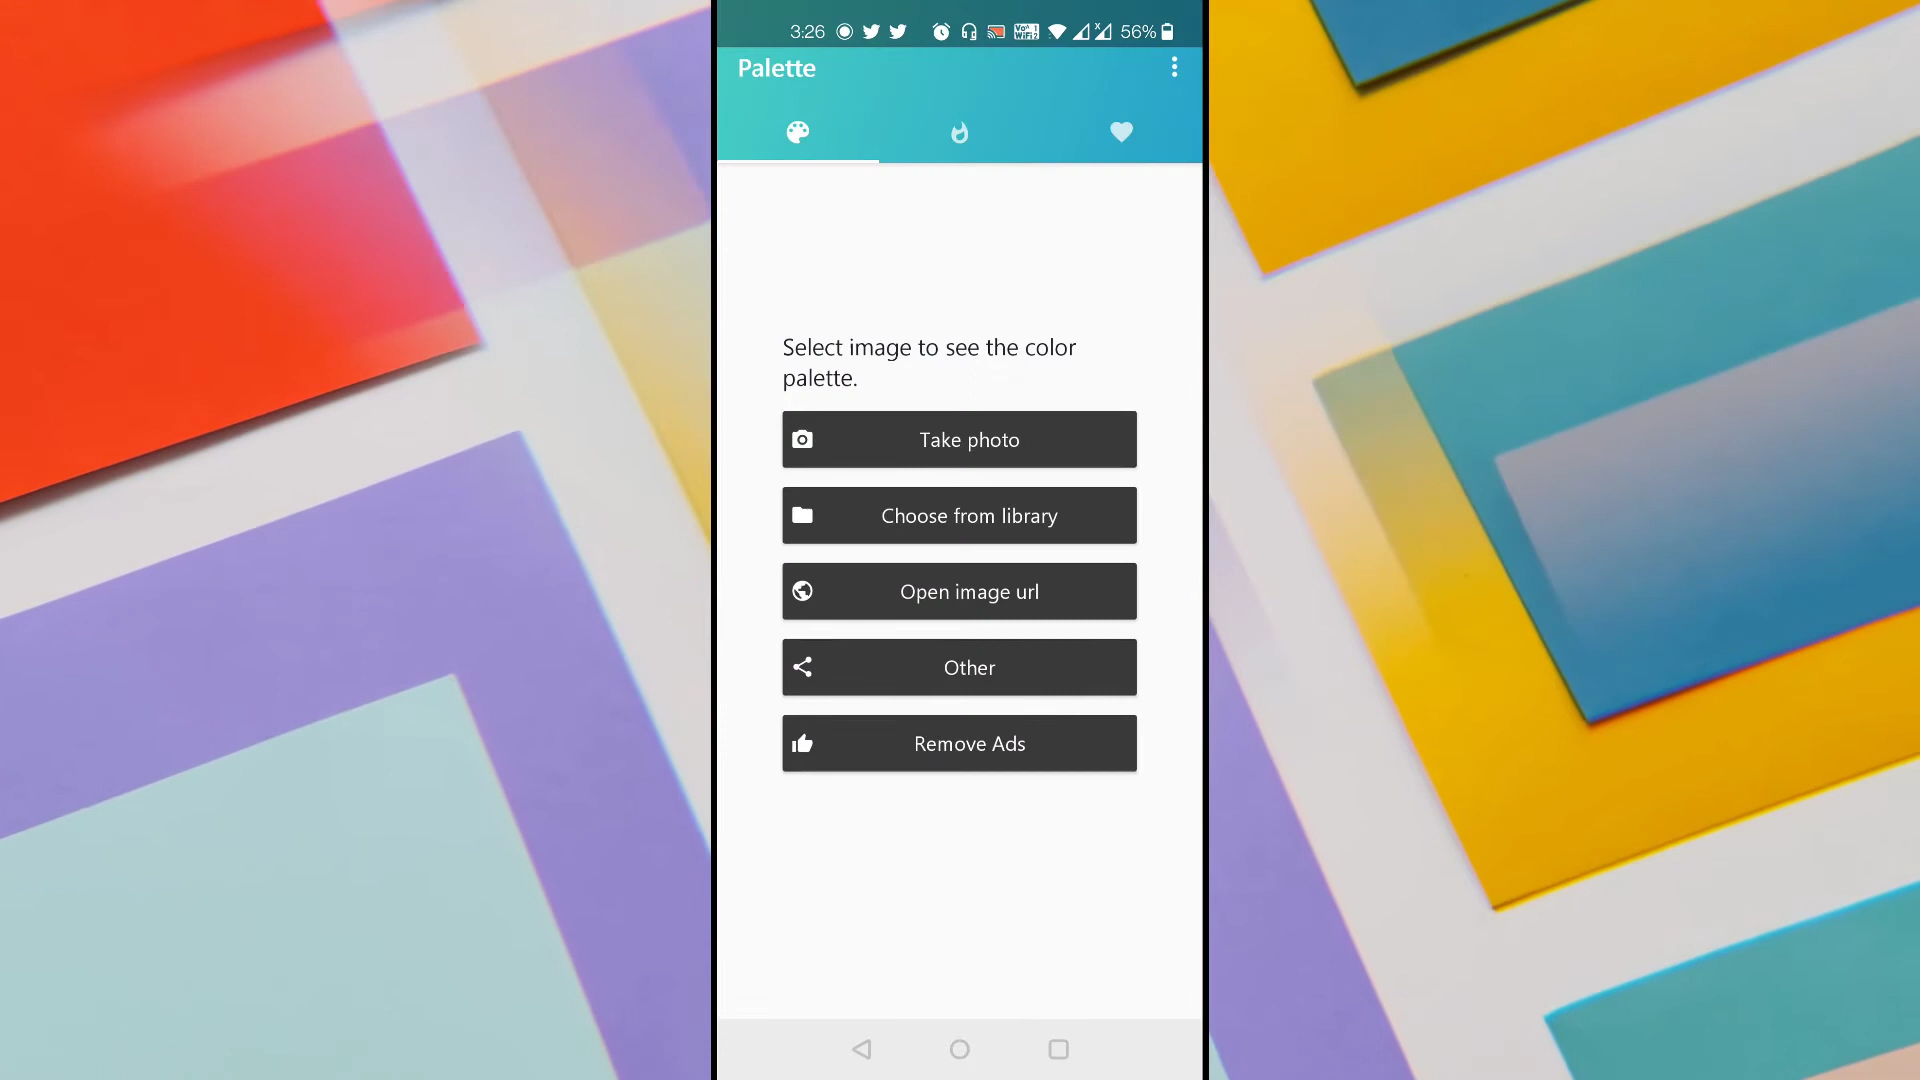 3:26 56%
Palette
Select image to see the color
palette.
Take photo
Choose from library
Open image url
Other
Remove Ads